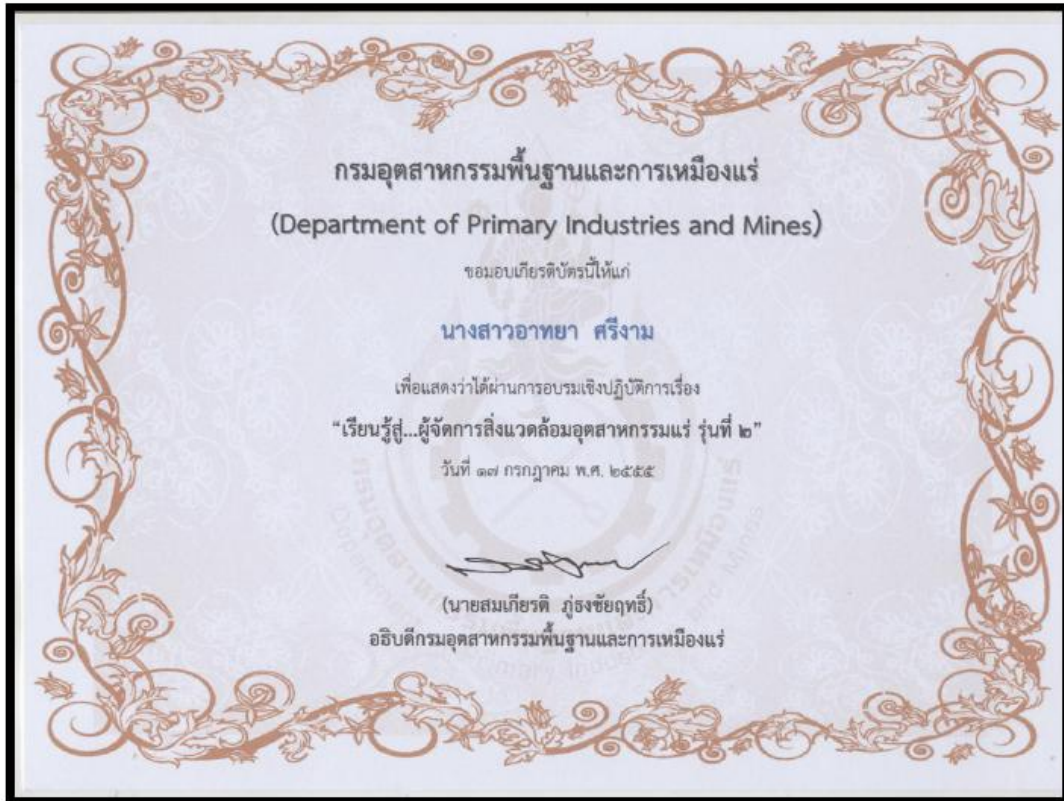 กรมอุตสาหกรรมพื้นฐานและการเหมืองแร่
(Department of Primary Industries and Mines)
ขอมอบเกียรติบัตรนี้ให้แก่
นางสาวอาทยา ศรีงาม
เพื่อแสดงว่าได้ผ่านการอบรมเชิงปฏิบัติการเรื่อง
“เรียนรู้สู่...ผู้จัดการสิ่งแวดล้อมอุตสาหกรรมแร่ รุ่นที่ ๒”
วันที่ ๑๗ กรกฎาคม พ.ศ. ๒๕๕๕
(นายสมเกียรติ ภู่ธงชัยฤทธิ์)
อธิบดีกรมอุตสาหกรรมพื้นฐานและการเหมืองแร่